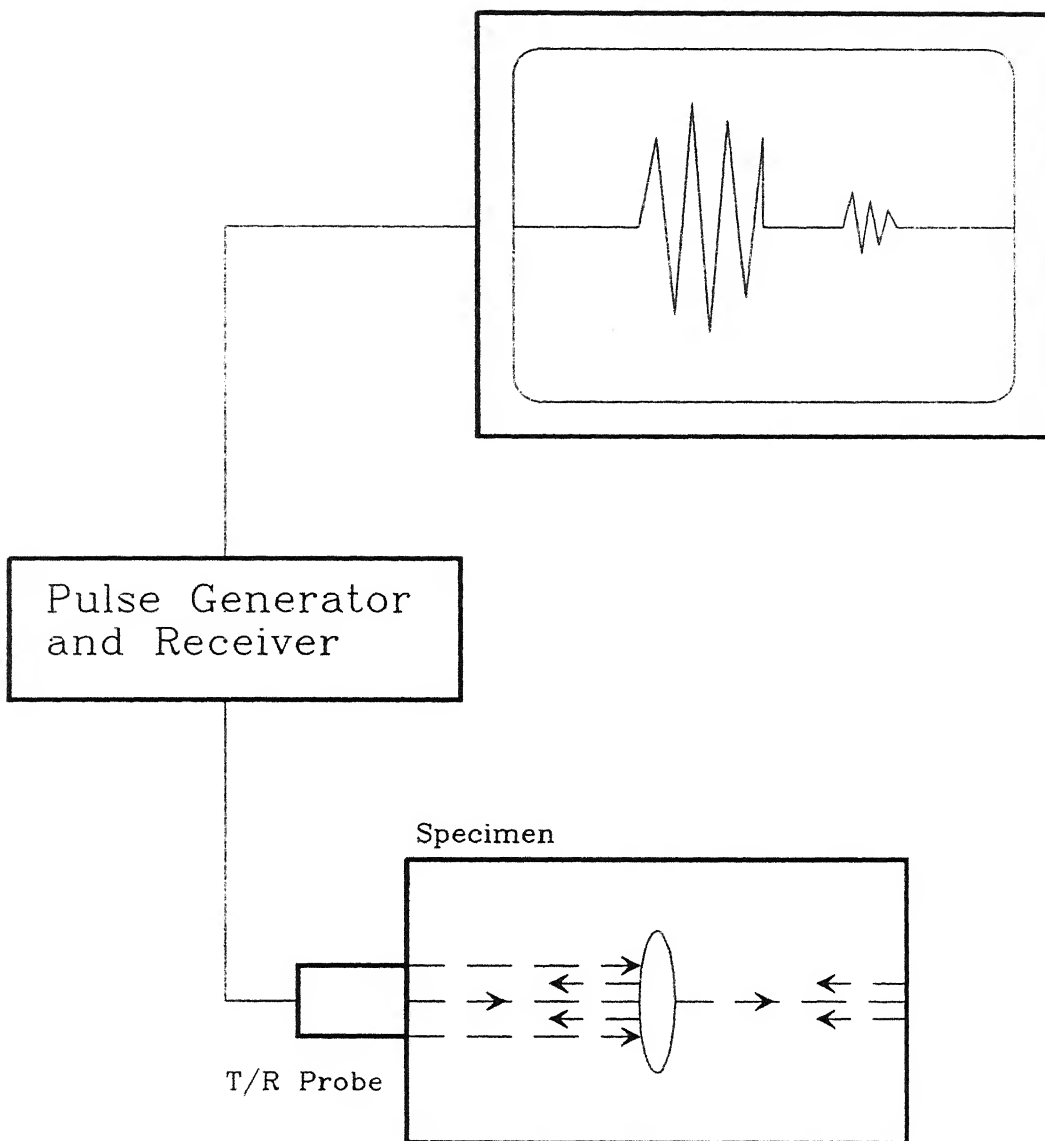 Pulse Generator
and Receiver
Specimen
T/R Probe